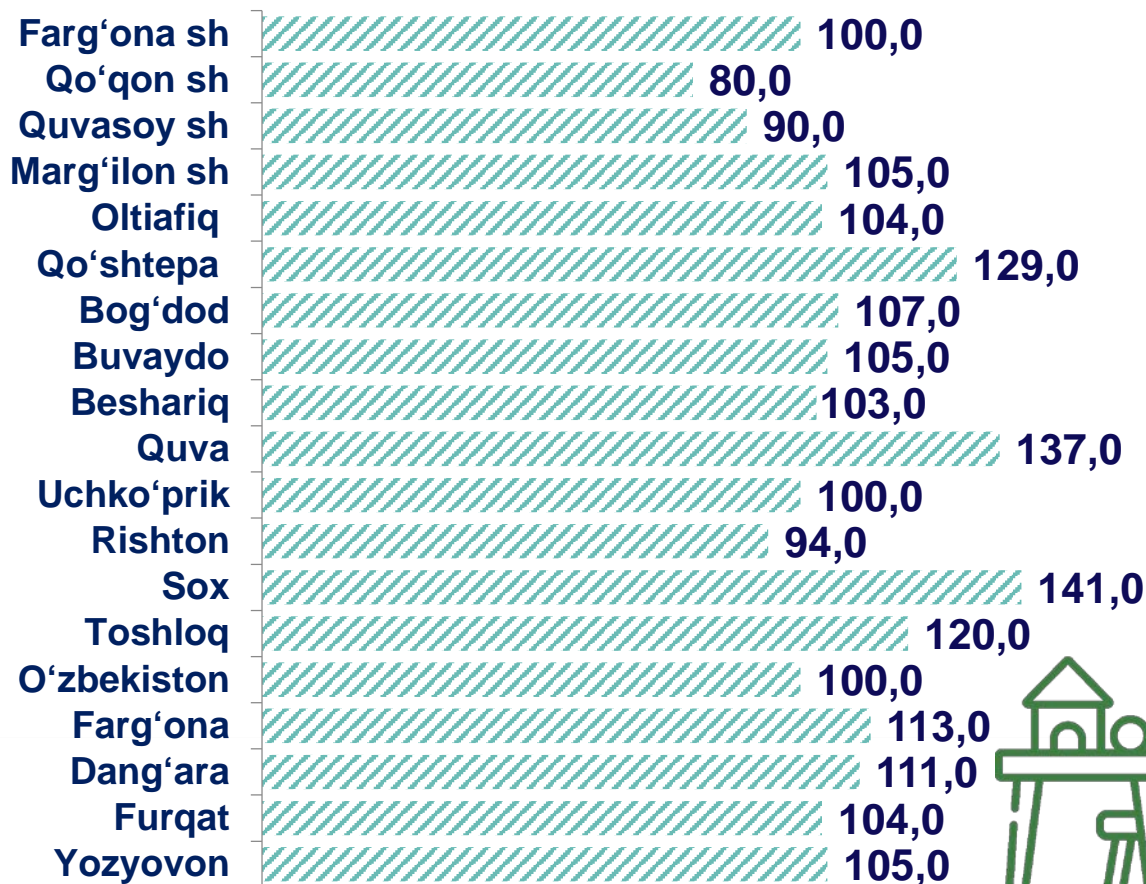 Farg‘ona sh 100,0
Qo‘qon sh 80,0
Quvasoy sh 90,0
Marg‘ilon sh 105,0
Oltiafiq 104,0
Qo‘shtepa 129,0
Bog‘dod 107,0
Buvaydo 105,0
Beshariq 103,0
Quva 137,0
Uchko‘prik 100,0
Rishton 94,0
Sox 141,0
Toshloq 120,0
O‘zbekiston 100,0
Farg‘ona 113,0
Dang‘ara 111,0
Furqat 104,0
Yozyovon 105,0